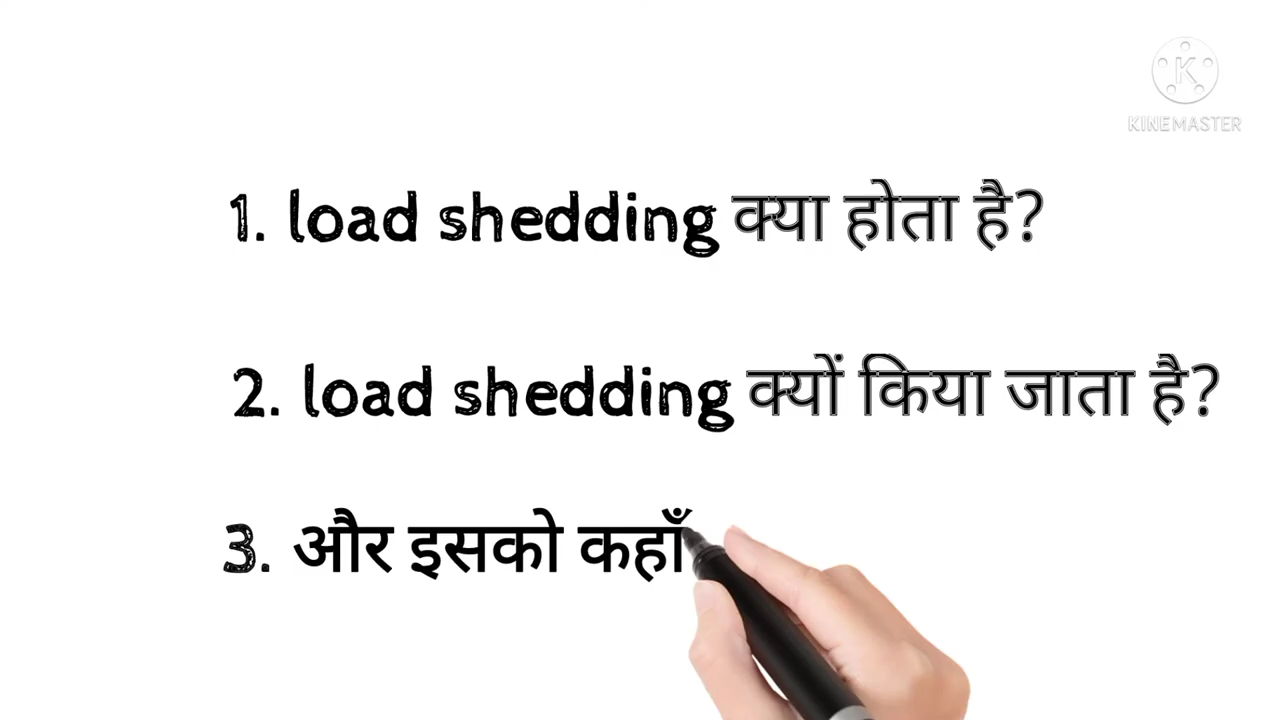 KINEMASTER
1. load shedding क्या होता है?
2. load shedding क्यों किया जाता है?
3. और इसको कहाँ